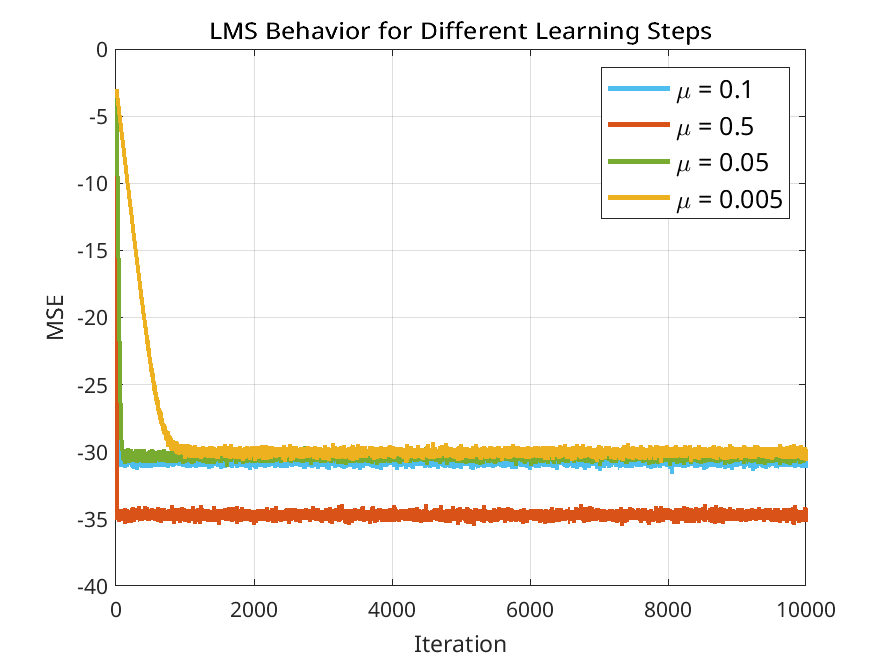 LMS Behavior for Different Learning Steps
0
-5
-10
-15
-20
-25
-30
-35
-40
MSE
μ = 0.1
μ = 0.5
μ = 0.05
μ = 0.005
0 2000 4000 6000 8000 10000
Iteration